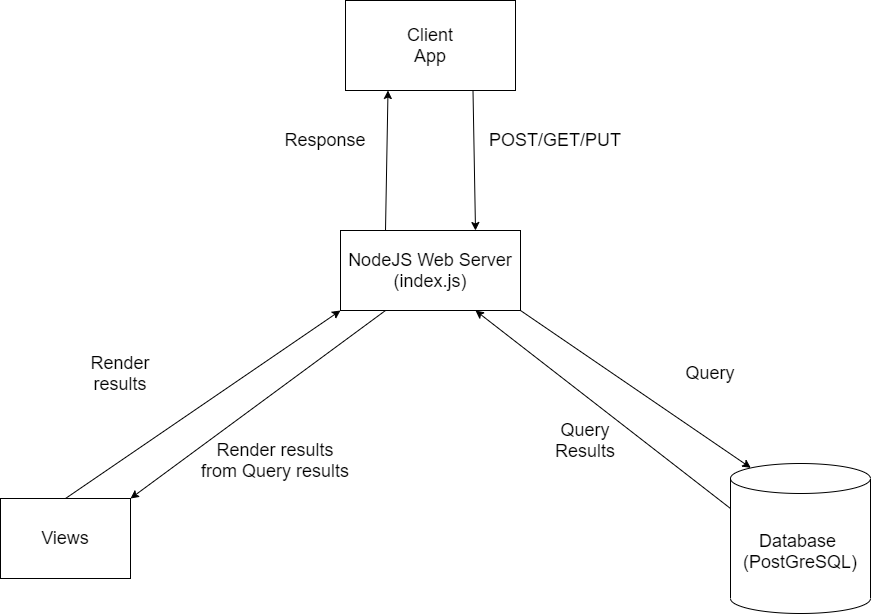 Client
App
Response
POST/GET/PUT
NodeJS Web Server
(index.js)
Render
results
Query
Render results
from Query results
Query
Results
Views
Database
(PostGreSQL)